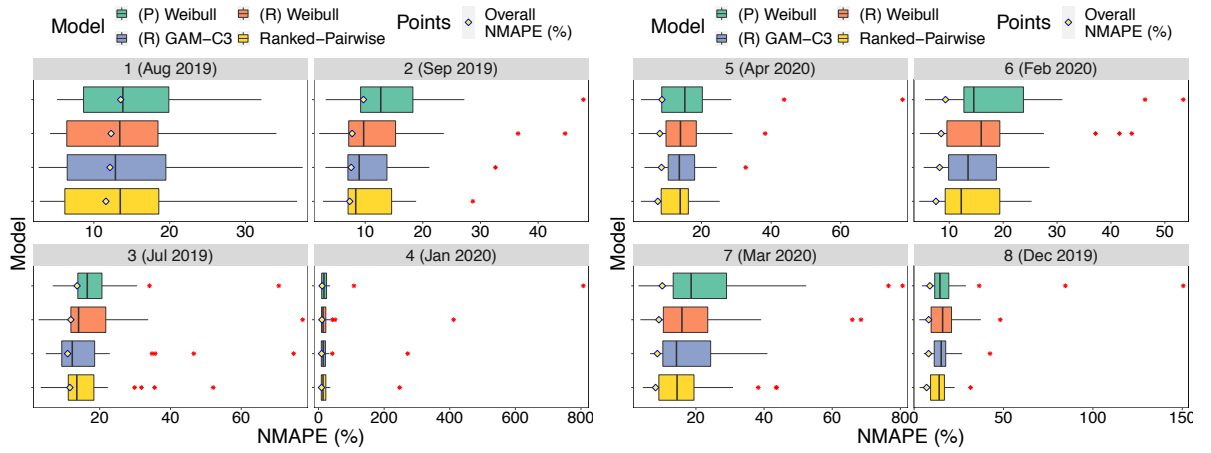 Model
(P) Weibull
(R) Weibull
(R) GAM−C3
Ranked−Pairwise
Points
Overall
NMAPE (%)
1 (Aug 2019)
2 (Sep 2019)
10
20
30
10
20
30
40
3 (Jul 2019)
4 (Jan 2020)
20
40
60
0
200
400
600
800
Model
NMAPE (%)
Model
(P) Weibull
(R) Weibull
(R) GAM−C3
Ranked−Pairwise
Points
Overall
NMAPE (%)
5 (Apr 2020)
6 (Feb 2020)
20
40
60
10
20
30
40
50
7 (Mar 2020)
8 (Dec 2019)
20
40
60
80
0
50
100
150
Model
NMAPE (%)